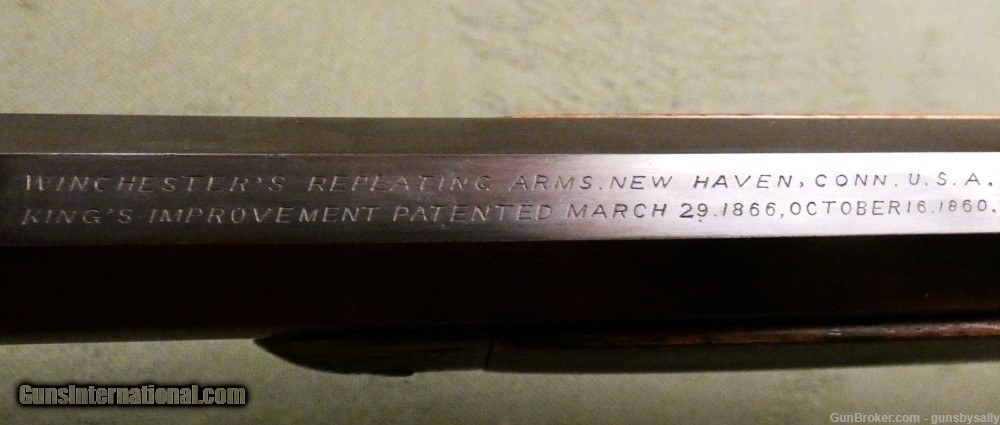 WINCHESTER'S REPEATING ARMS. NEW HAVEN, CONN. U.S.A.
KING'S IMPROVEMENT PATENTED MARCH 29.1866, OCTOBER 16.1860,
GunsInternational.com
GunBroker.com - gunsbysally